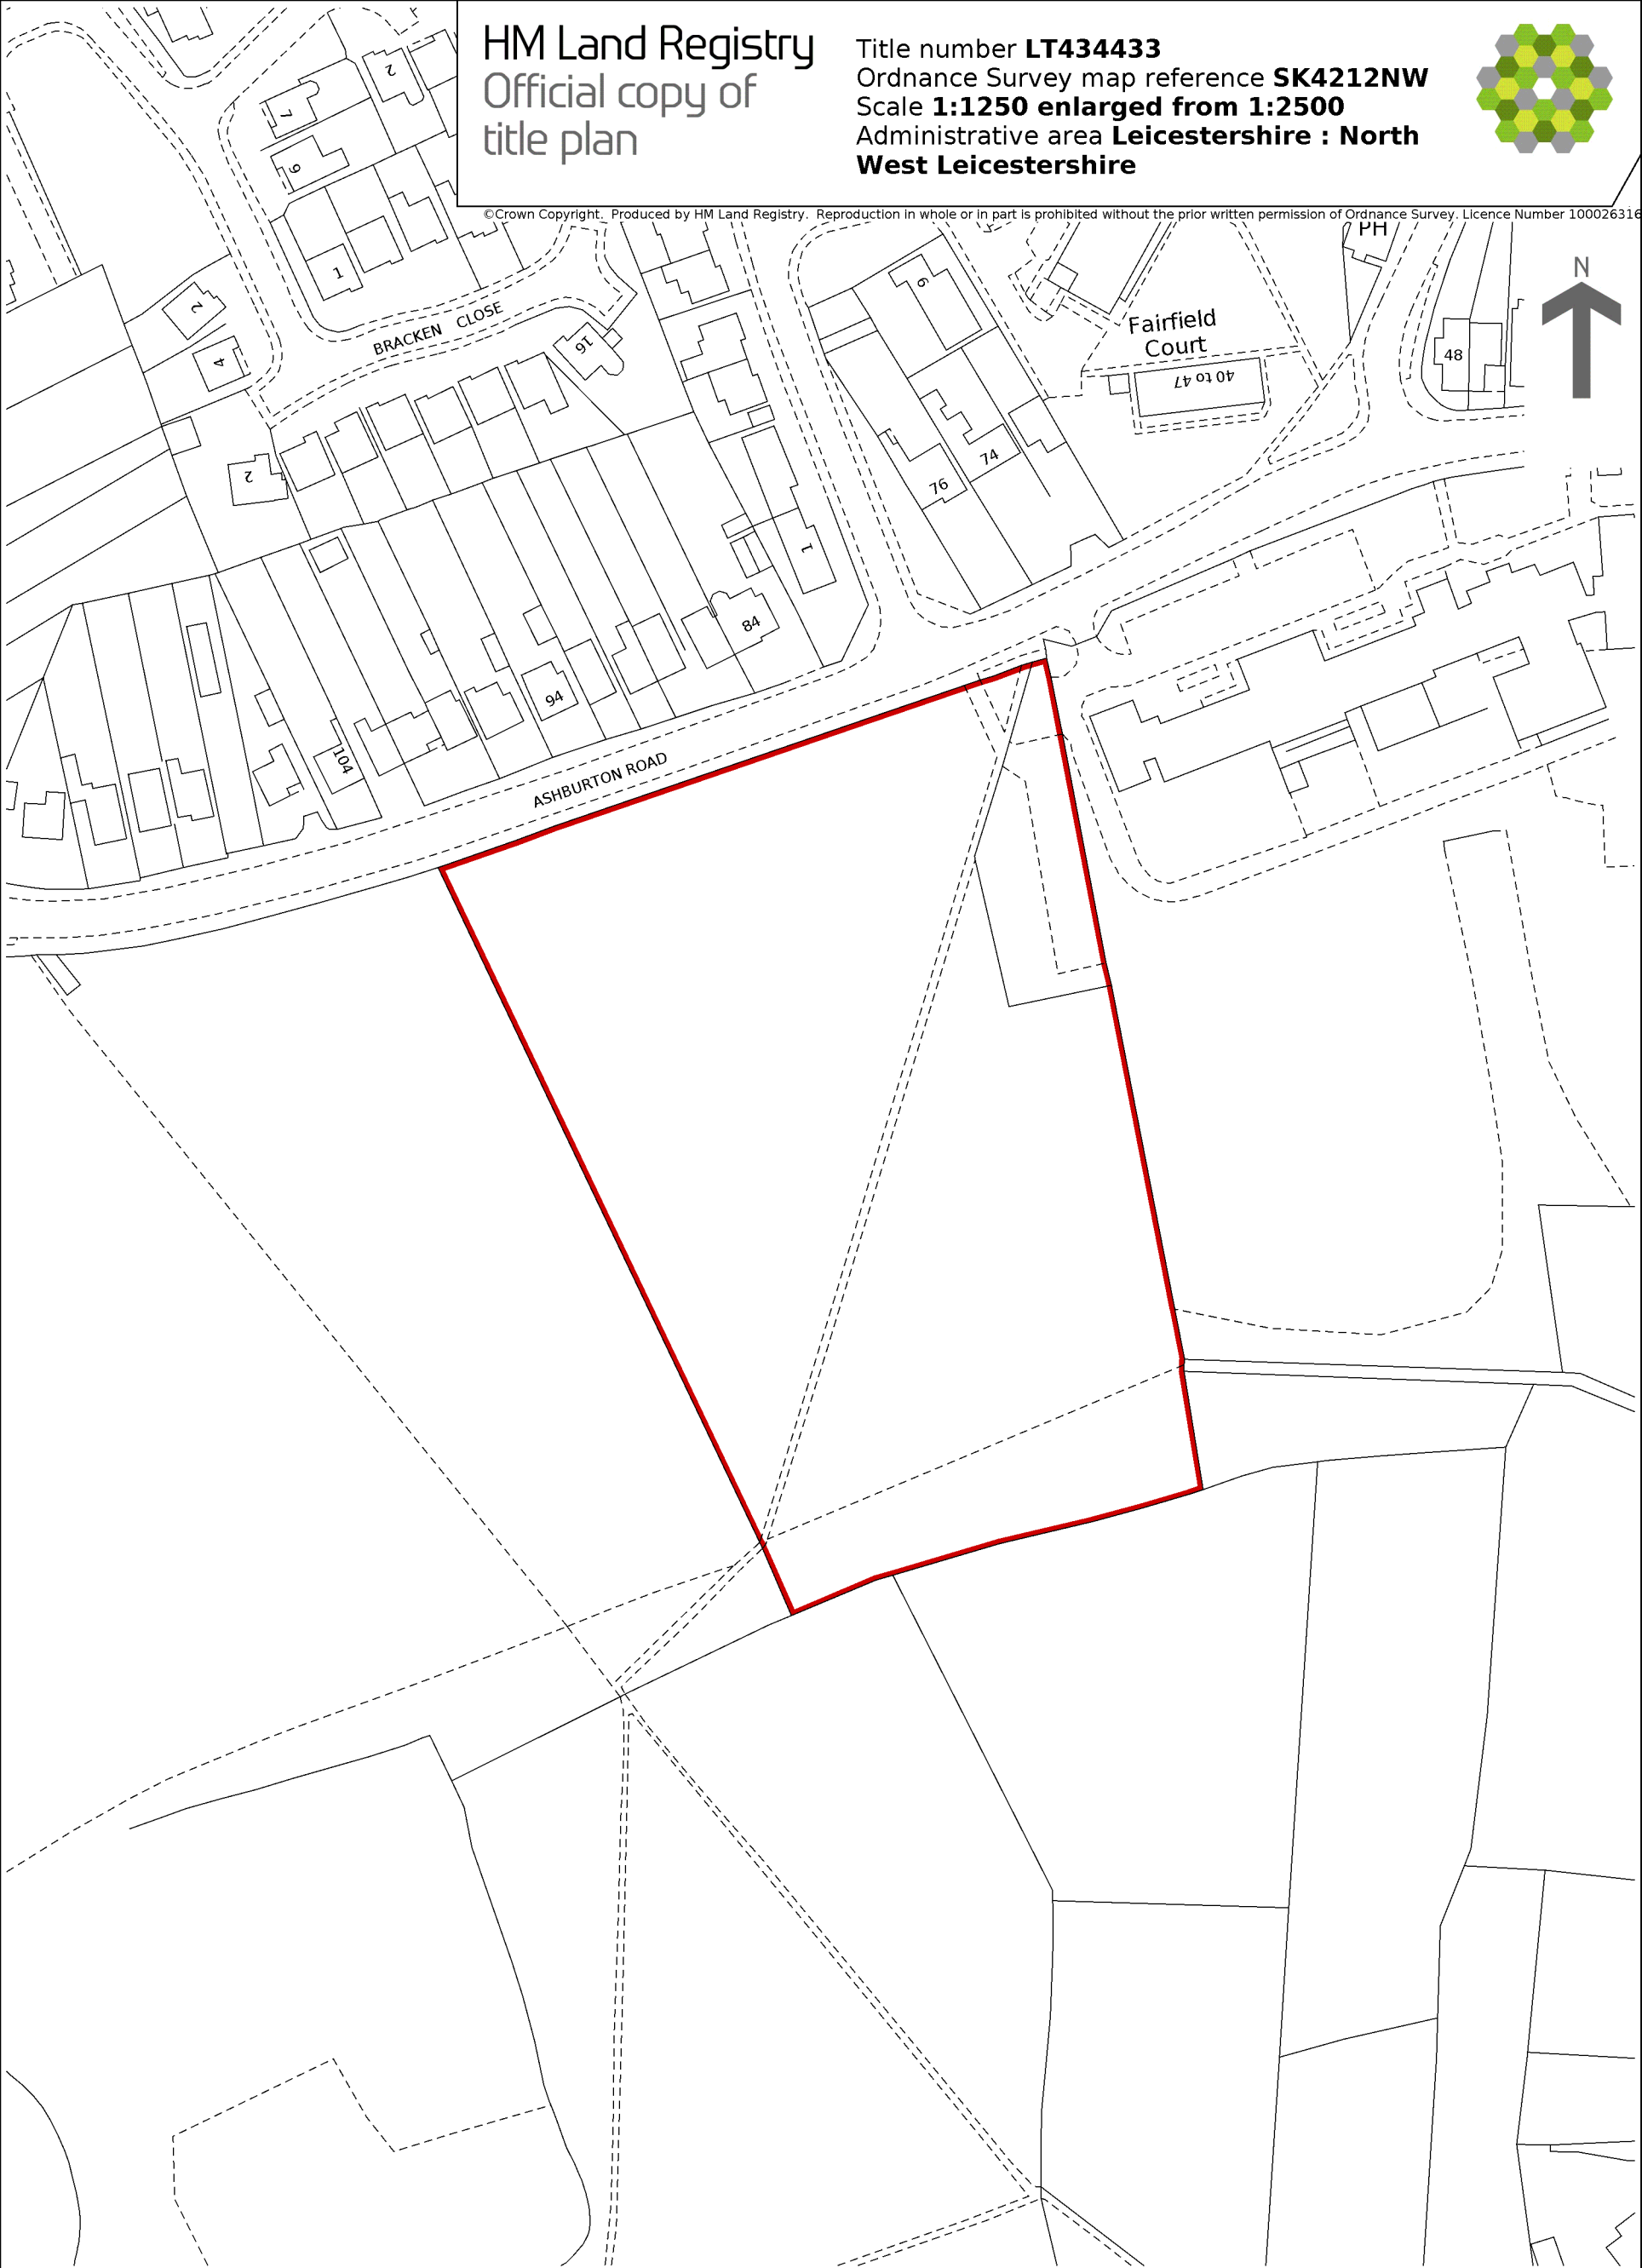 HM Land Registry
Official copy of
title plan
Title number LT434433
Ordnance Survey map reference SK4212NW
Scale 1:1250 enlarged from 1:2500
Administrative area Leicestershire : North
West Leicestershire
©Crown Copyright. Produced by HM Land Registry. Reproduction in whole or in part is prohibited without the prior written permission of Ordnance Survey. Licence Number 100026316
PH
N
2
7
9
1
2
4
BRACKEN CLOSE
16
6
Fairfield
Court
40 to 47
48
2
74
76
1
84
94
104
ASHBURTON ROAD